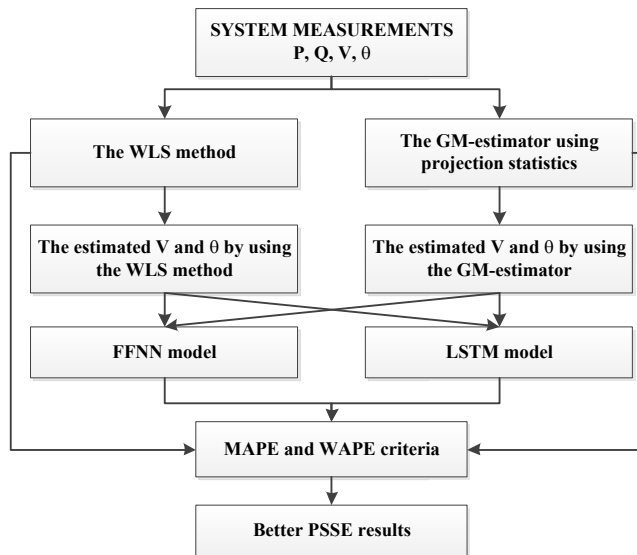 SYSTEM MEASUREMENTS
P, Q, V, θ
The WLS method
The GM-estimator using
projection statistics
The estimated V and θ by using
the WLS method
The estimated V and θ by using
the GM-estimator
FFNN model
LSTM model
MAPE and WAPE criteria
Better PSSE results